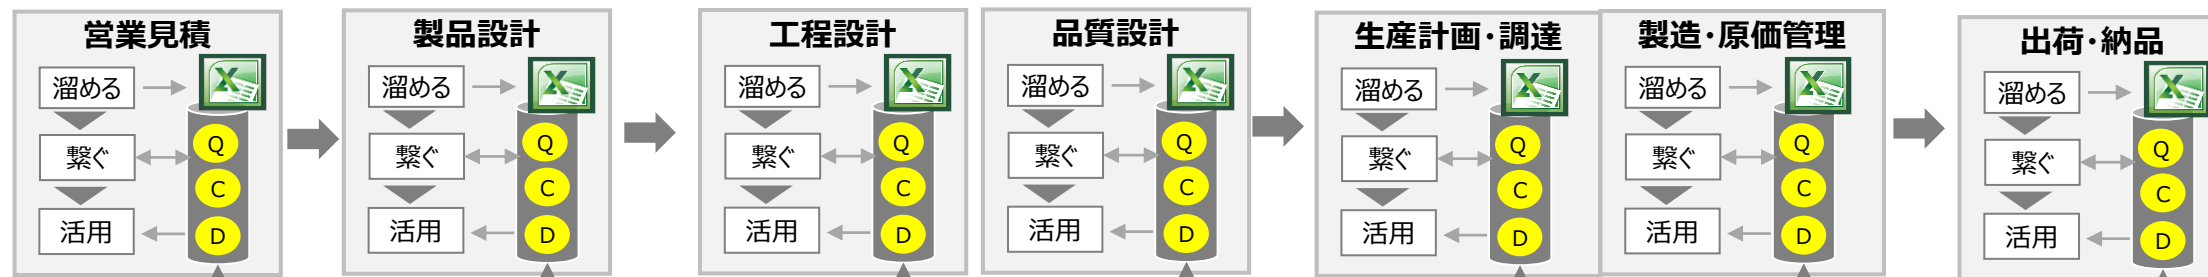 営業見積
溜める
繋ぐ
活用
Q
C
D
製品設計
溜める
繋ぐ
活用
Q
C
D
工程設計
溜める
繋ぐ
活用
Q
C
D
品質設計
溜める
繋ぐ
活用
Q
C
D
生産計画・調達
溜める
繋ぐ
活用
Q
C
D
製造・原価管理
溜める
繋ぐ
活用
Q
C
D
出荷・納品
溜める
繋ぐ
活用
Q
C
D